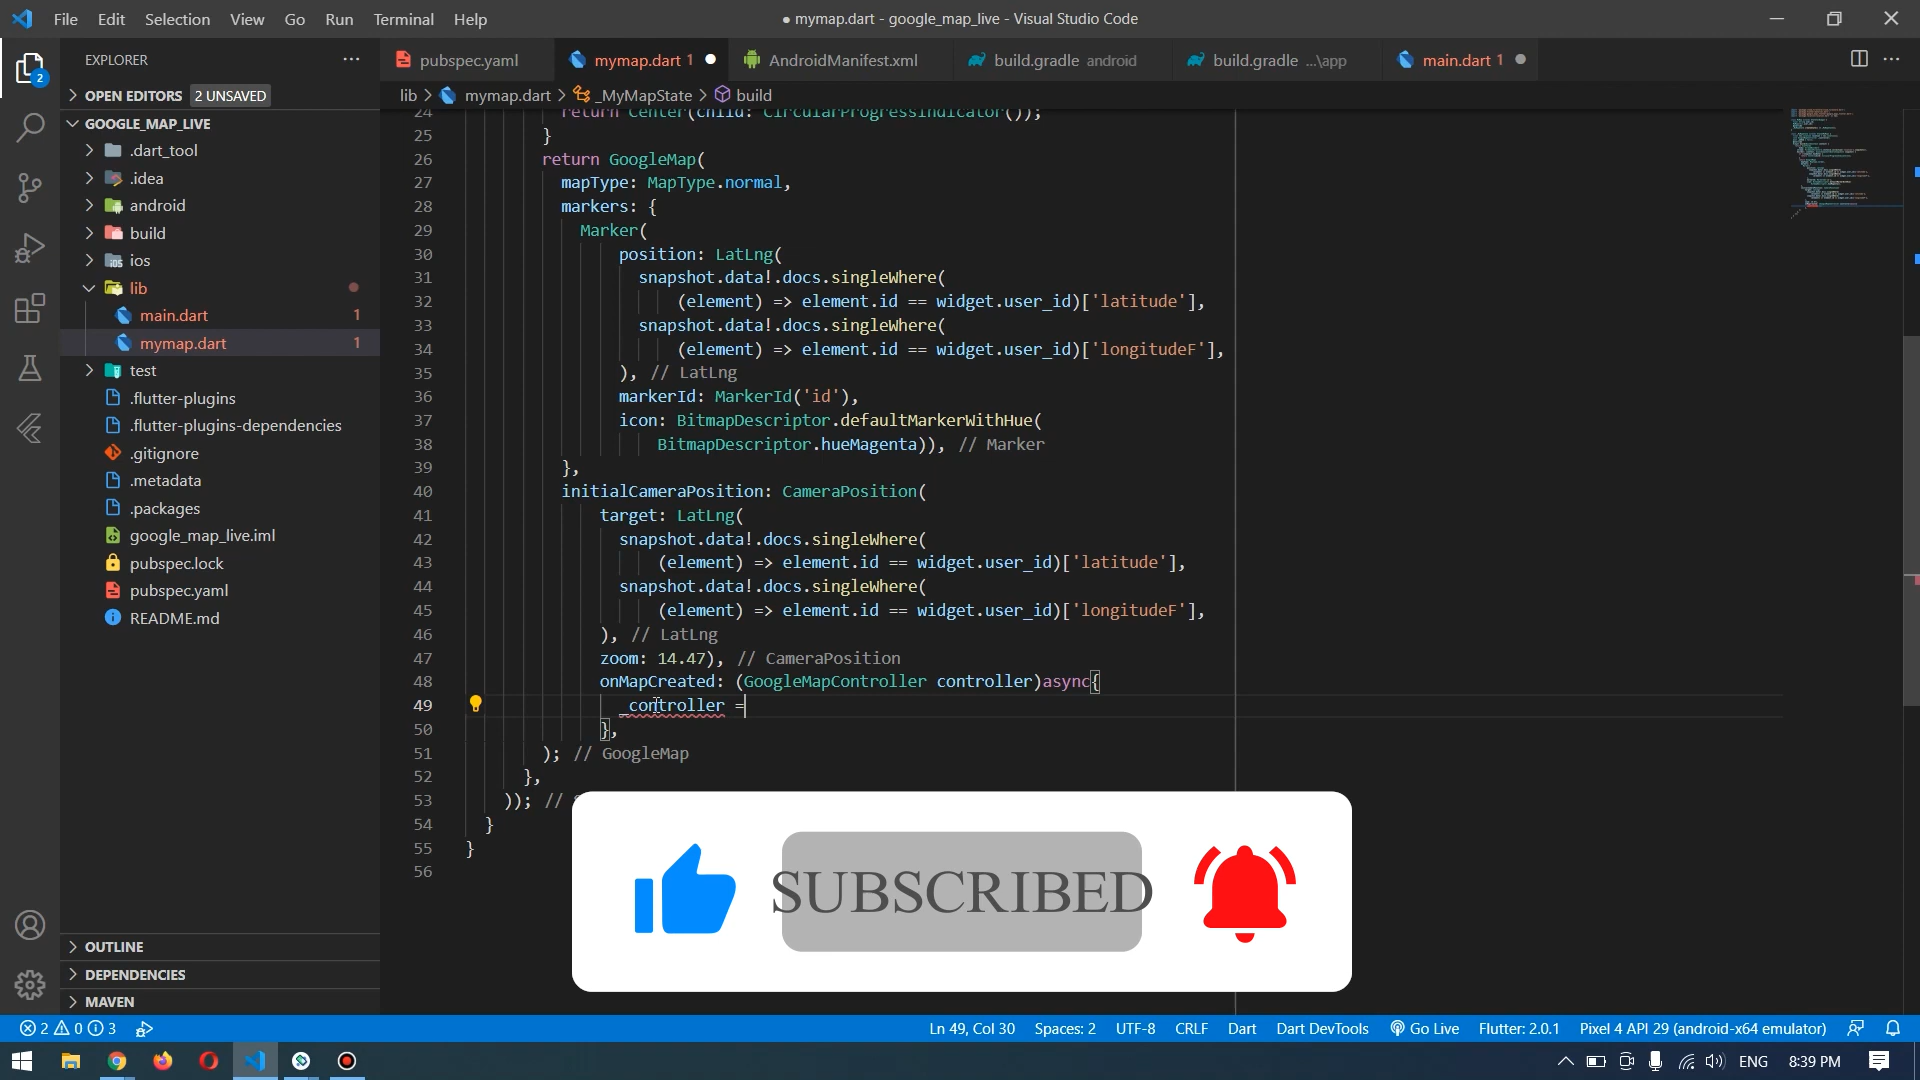 File Edit Selection View Go Run Terminal Help
● mymap.dart - google_map_live - Visual Studio Code
EXPLORER
pubspec.yaml
mymap.dart 1
AndroidManifest.xml
build.gradle android
build.gradle ...\app
main.dart 1
OPEN EDITORS 2 UNSAVED
lib > mymap.dart > _MyMapState > build
GOOGLE_MAP_LIVE
.dart_tool
.idea
android
build
ios
lib
main.dart 1
mymap.dart 1
test
.flutter-plugins
.flutter-plugins-dependencies
.gitignore
.metadata
.packages
google_map_live.iml
pubspec.lock
pubspec.yaml
README.md
OUTLINE
DEPENDENCIES
MAVEN
2
24 return Center(child: CircularProgressIndicator());
25 }
26 return GoogleMap(
27 mapType: MapType.normal,
28 markers: {
29 Marker(
30 position: LatLng(
31 snapshot.data!.docs.singleWhere(
32 (element) => element.id == widget.user_id)['latitude'],
33 snapshot.data!.docs.singleWhere(
34 (element) => element.id == widget.user_id)['longitudeF'],
35 ), // LatLng
36 markerId: MarkerId('id'),
37 icon: BitmapDescriptor.defaultMarkerWithHue(
38 BitmapDescriptor.hueMagenta)), // Marker
39 },
40 initialCameraPosition: CameraPosition(
41 target: LatLng(
42 snapshot.data!.docs.singleWhere(
43 (element) => element.id == widget.user_id)['latitude'],
44 snapshot.data!.docs.singleWhere(
45 (element) => element.id == widget.user_id)['longitudeF'],
46 ), // LatLng
47 zoom: 14.47), // CameraPosition
48 onMapCreated: (GoogleMapController controller)async{
49 _controller =
50 },
51 ); // GoogleMap
52 },
53 )); //
54 }
55 }
56
SUBSCRIBED
2 0 3
Ln 49, Col 30 Spaces: 2 UTF-8 CRLF Dart Dart DevTools Go Live Flutter: 2.0.1 Pixel 4 API 29 (android-x64 emulator)
ENG 8:39 PM